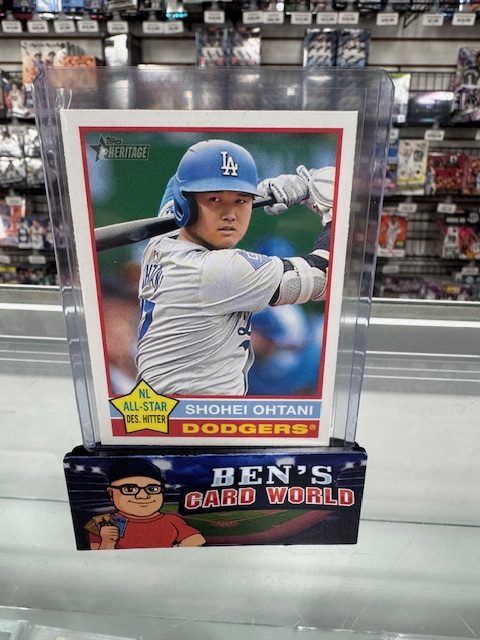 topps
HERITAGE
LA
NL
ALL-STAR
DES. HITTER
SHOHEI OHTANI
DODGERS®
BEN'S
CARD WORLD